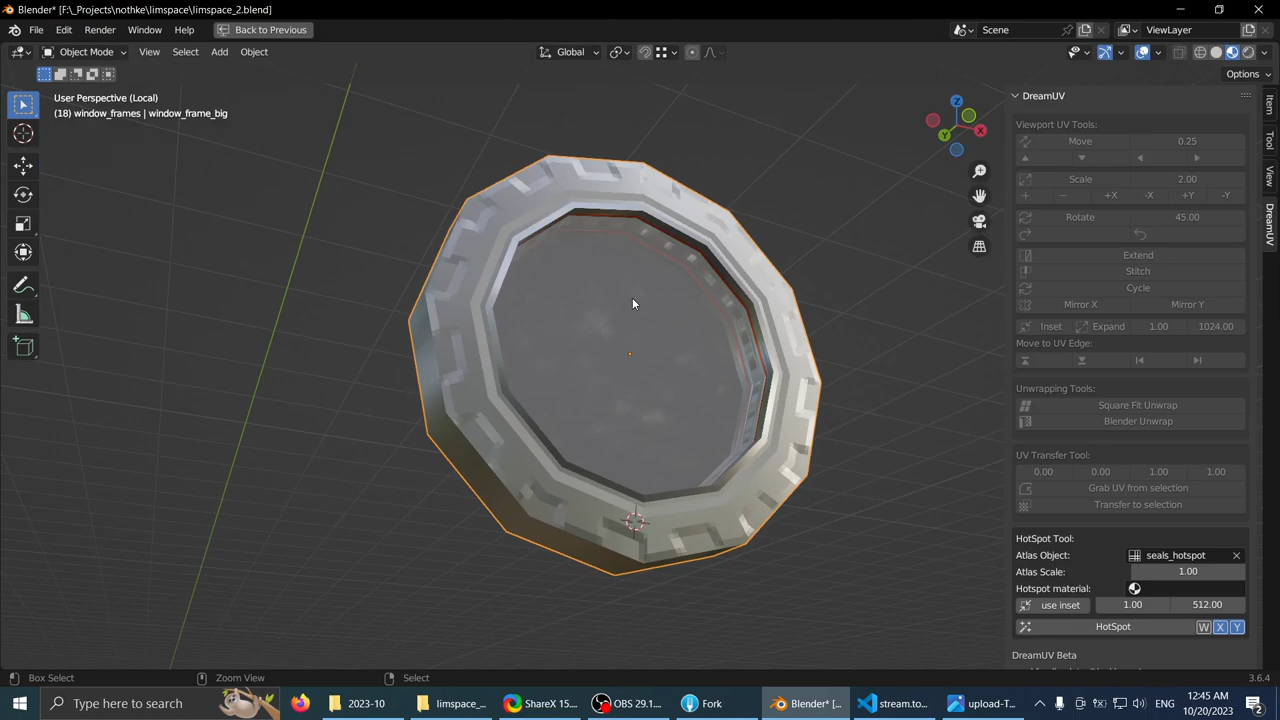 Blender* [F:\_Projects\nothke\limspace\limspace_2.blend]
File Edit Render Window Help Back to Previous Scene ViewLayer
Object Mode View Select Add Object Global
Options
User Perspective (Local)
(18) window_frames | window_frame_big
Z
X
Y
Item
Tool
View
DreamUV
DreamUV
Viewport UV Tools:
Move 0.25
Scale 2.00
+ − +X -X +Y -Y
Rotate 45.00
Extend
Stitch
Cycle
Mirror X Mirror Y
Inset Expand 1.00 1024.00
Move to UV Edge:
Unwrapping Tools:
Square Fit Unwrap
Blender Unwrap
UV Transfer Tool:
0.00 0.00 1.00 1.00
Grab UV from selection
Transfer to selection
HotSpot Tool:
Atlas Object: seals_hotspot
Atlas Scale: 1.00
Hotspot material:
use inset 1.00 512.00
HotSpot W X Y
DreamUV Beta
Box Select Zoom View Select 3.6.4
Type here to search 2023-10 limspace_... ShareX 15.... OBS 29.1.... Fork Blender* [... stream.to... upload-T... ENG 12:45 AM
10/20/2023 2